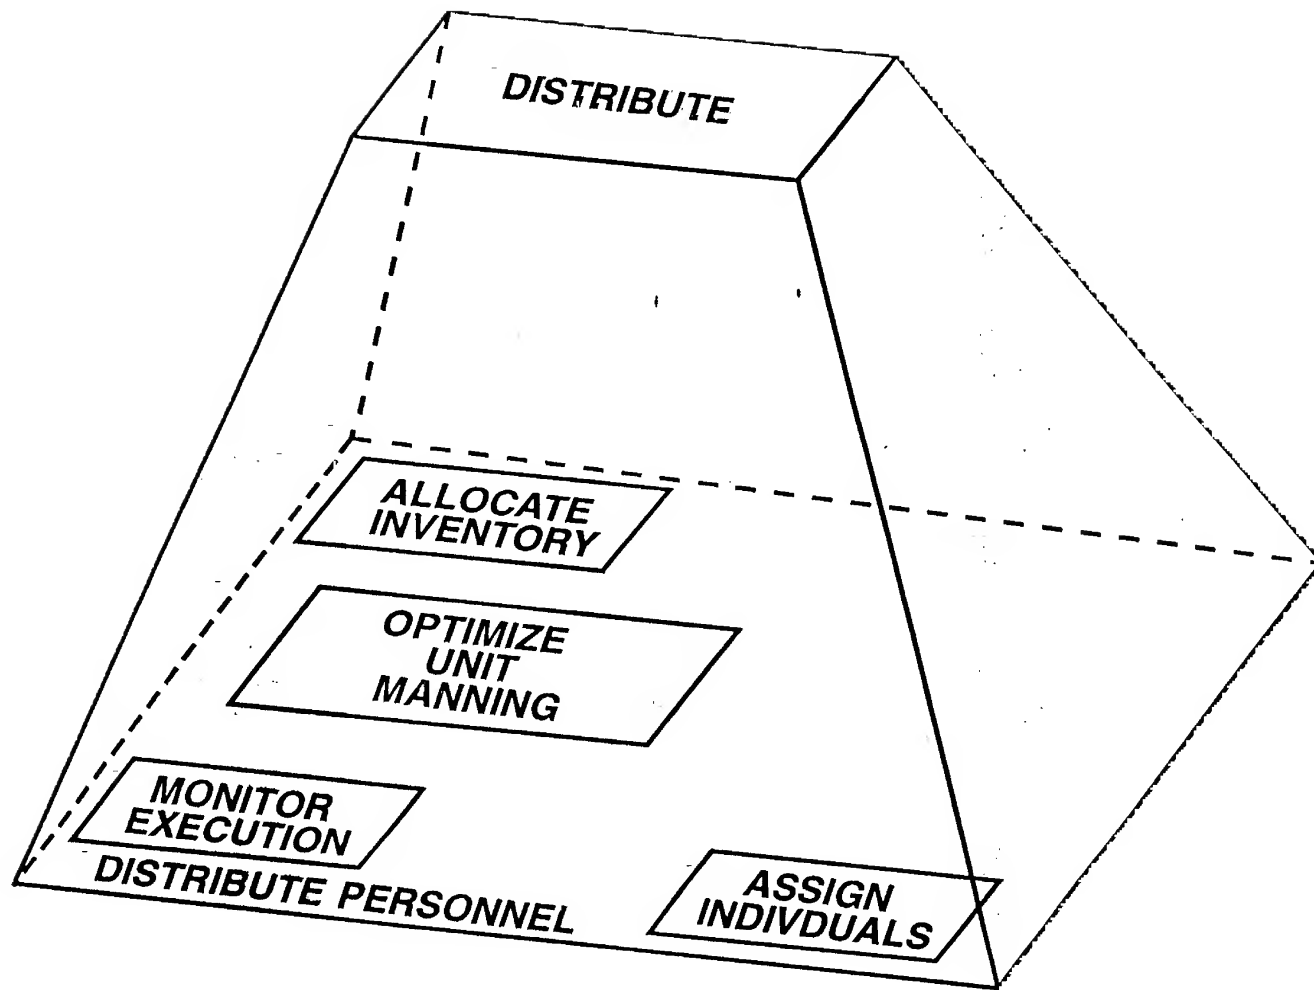 DISTRIBUTE
ALLOCATE
INVENTORY
OPTIMIZE
UNIT
MANNING
MONITOR
EXECUTION
DISTRIBUTE PERSONNEL
ASSIGN
INDIVDUALS